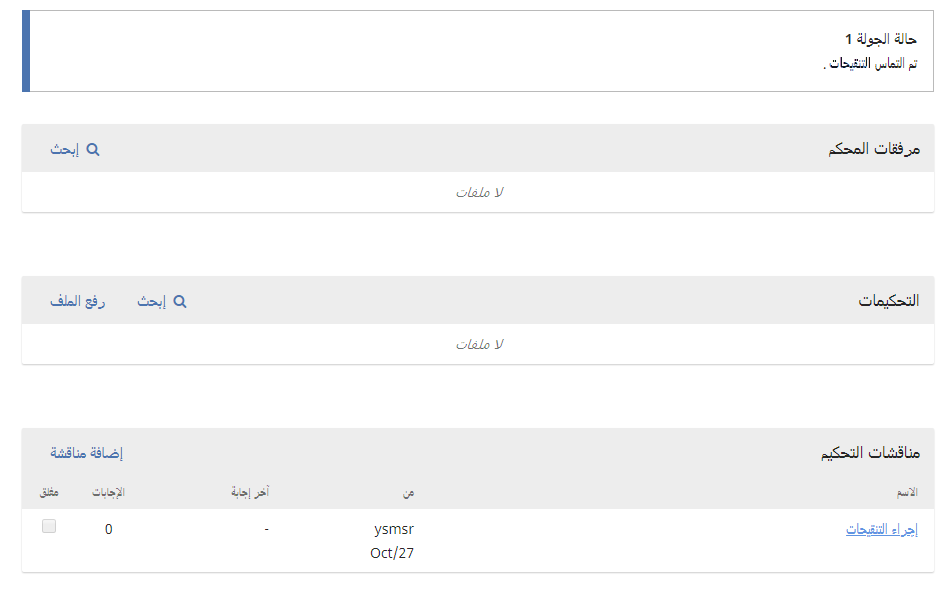 حالة الجولة 1
تم التماس التنقيحات .
مرفقات المحكم
إبحث
لا ملفات
التحكيمات
إبحث
رفع الملف
لا ملفات
مناقشات التحكيم
إضافة مناقشة
الاسم من آخر إجابة الإجابات مغلق
إجراء التنقيحات ysmsr - 0
Oct/27